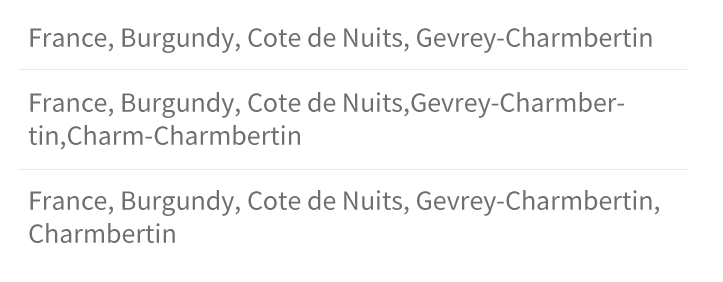 France, Burgundy, Cote de Nuits, Gevrey-Charmbertin
France, Burgundy, Cote de Nuits,Gevrey-Charmber-
tin,Charm-Charmbertin
France, Burgundy, Cote de Nuits, Gevrey-Charmbertin,
Charmbertin